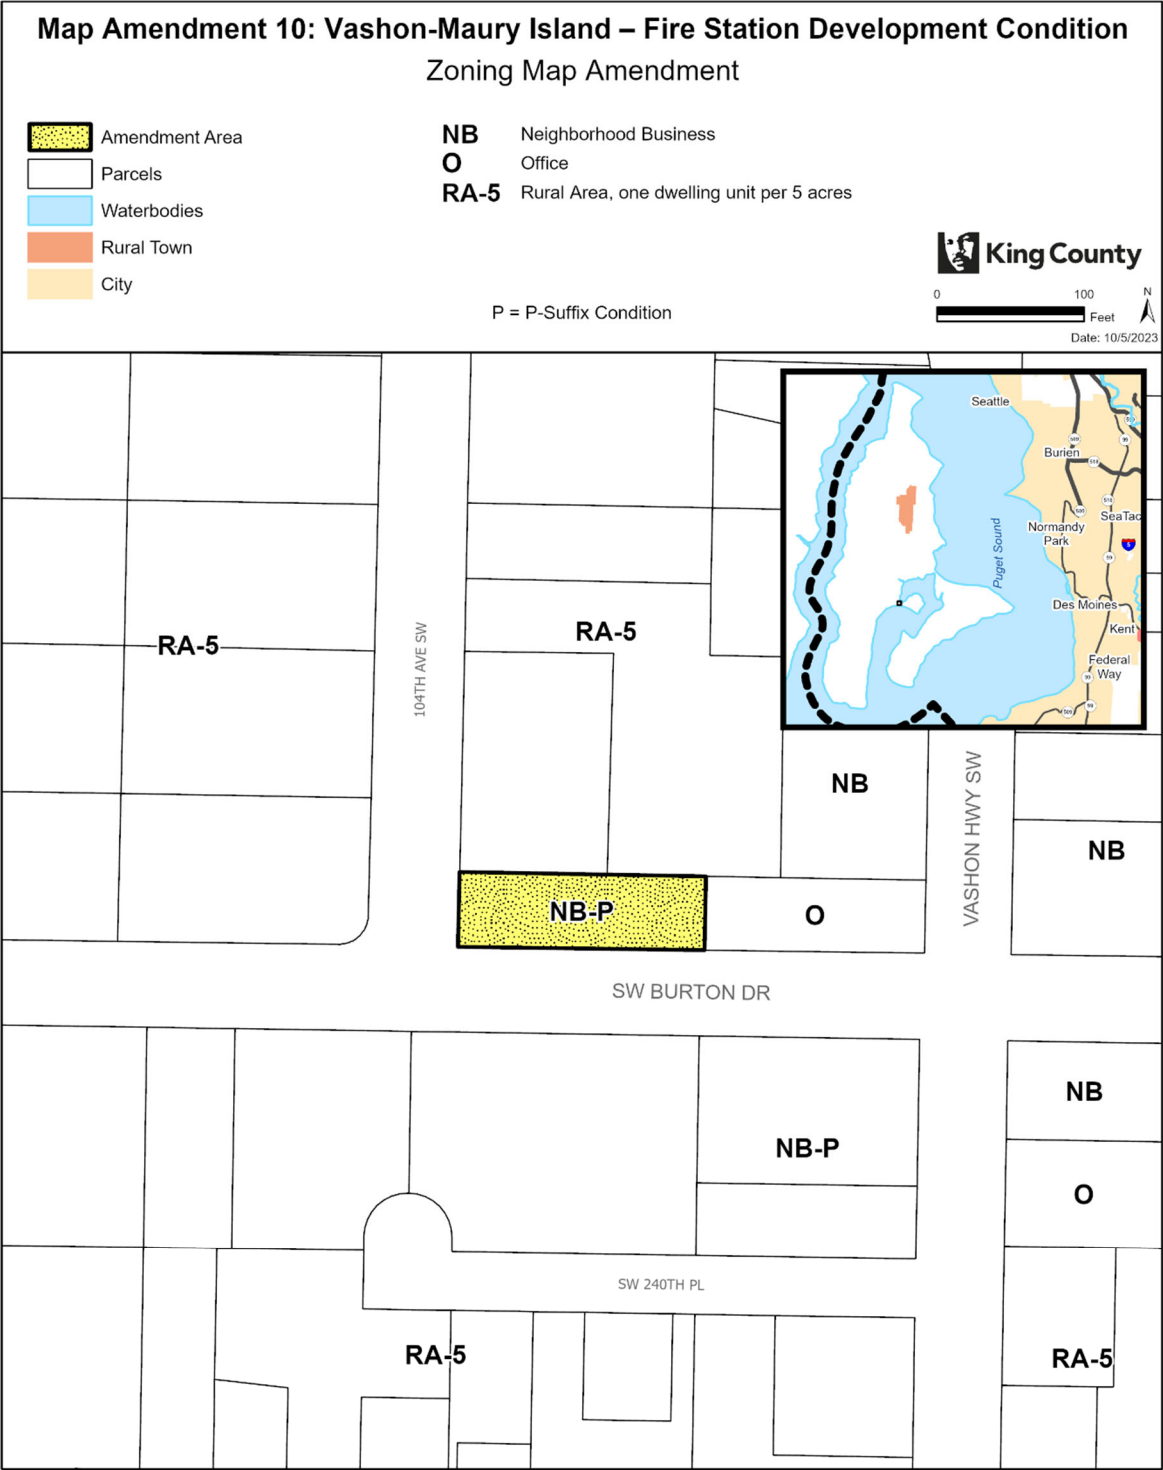 Map Amendment 10: Vashon-Maury Island – Fire Station Development Condition
Zoning Map Amendment
Amendment Area
Parcels
Waterbodies
Rural Town
City
NB Neighborhood Business
O Office
RA-5 Rural Area, one dwelling unit per 5 acres
P = P-Suffix Condition
King County
0 100
Feet
N
Date: 10/5/2023
Seattle
Burien
509
518
99
Normandy
Park
SeaTac
5
Puget Sound
Des Moines
Kent
Federal
Way
RA-5
104TH AVE SW
RA-5
NB
VASHON HWY SW
NB
NB-P
O
SW BURTON DR
NB
NB-P
O
SW 240TH PL
RA-5
RA-5